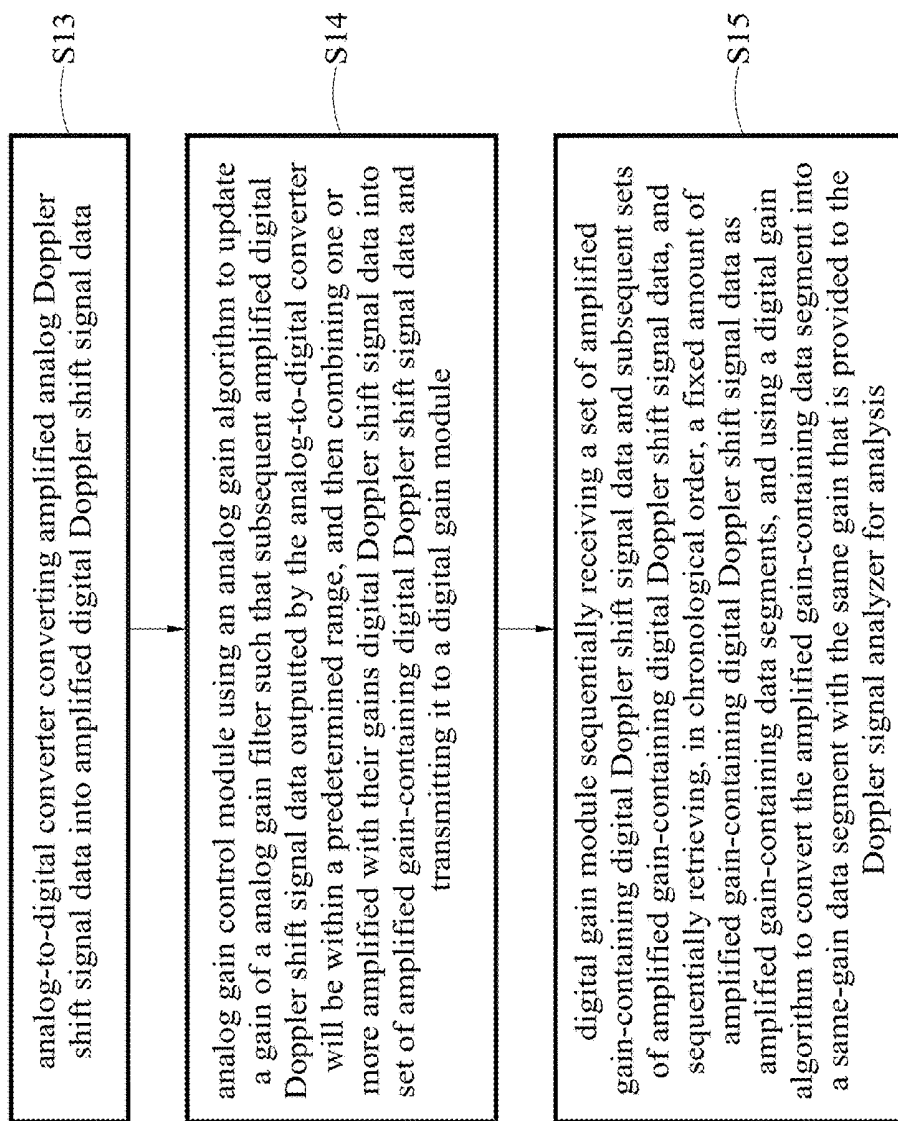 analog-to-digital converter converting amplified analog Doppler
shift signal data into amplified digital Doppler shift signal data
S13
analog gain control module using an analog gain algorithm to update
a gain of a analog gain filter such that subsequent amplified digital
Doppler shift signal data outputted by the analog-to-digital converter
will be within a predetermined range, and then combining one or
more amplified with their gains digital Doppler shift signal data into
set of amplified gain-containing digital Doppler shift signal data and
transmitting it to a digital gain module
S14
digital gain module sequentially receiving a set of amplified
gain-containing digital Doppler shift signal data and subsequent sets
of amplified gain-containing digital Doppler shift signal data, and
sequentially retrieving, in chronological order, a fixed amount of
amplified gain-containing digital Doppler shift signal data as
amplified gain-containing data segments, and using a digital gain
algorithm to convert the amplified gain-containing data segment into
a same-gain data segment with the same gain that is provided to the
Doppler signal analyzer for analysis
S15